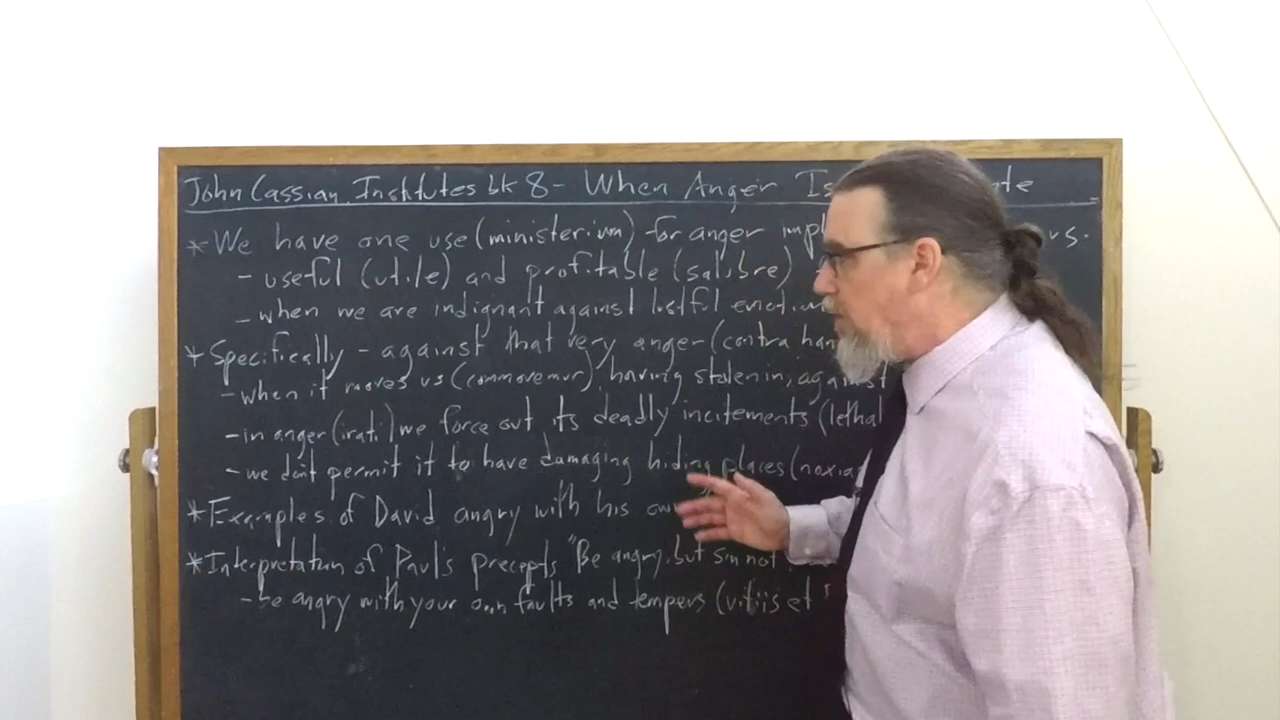 John Cassian, Institutes bk 8 - When Anger Is
* We have one use (ministerium) for anger impl
- useful (utile) and profitable (salubre)
- when we are indignant against lustful emotion
* Specifically - against that very anger (contra han
- when it moves us (commovemur), having stolen in, against
- in anger (irati) we force out its deadly incitements (lethal
- we don't permit it to have damaging hiding places (noxia
* Examples of David angry with his own
* Interpretation of Paul's precepts "Be angry, but sin not
- be angry with your own faults and tempers (vitiis et